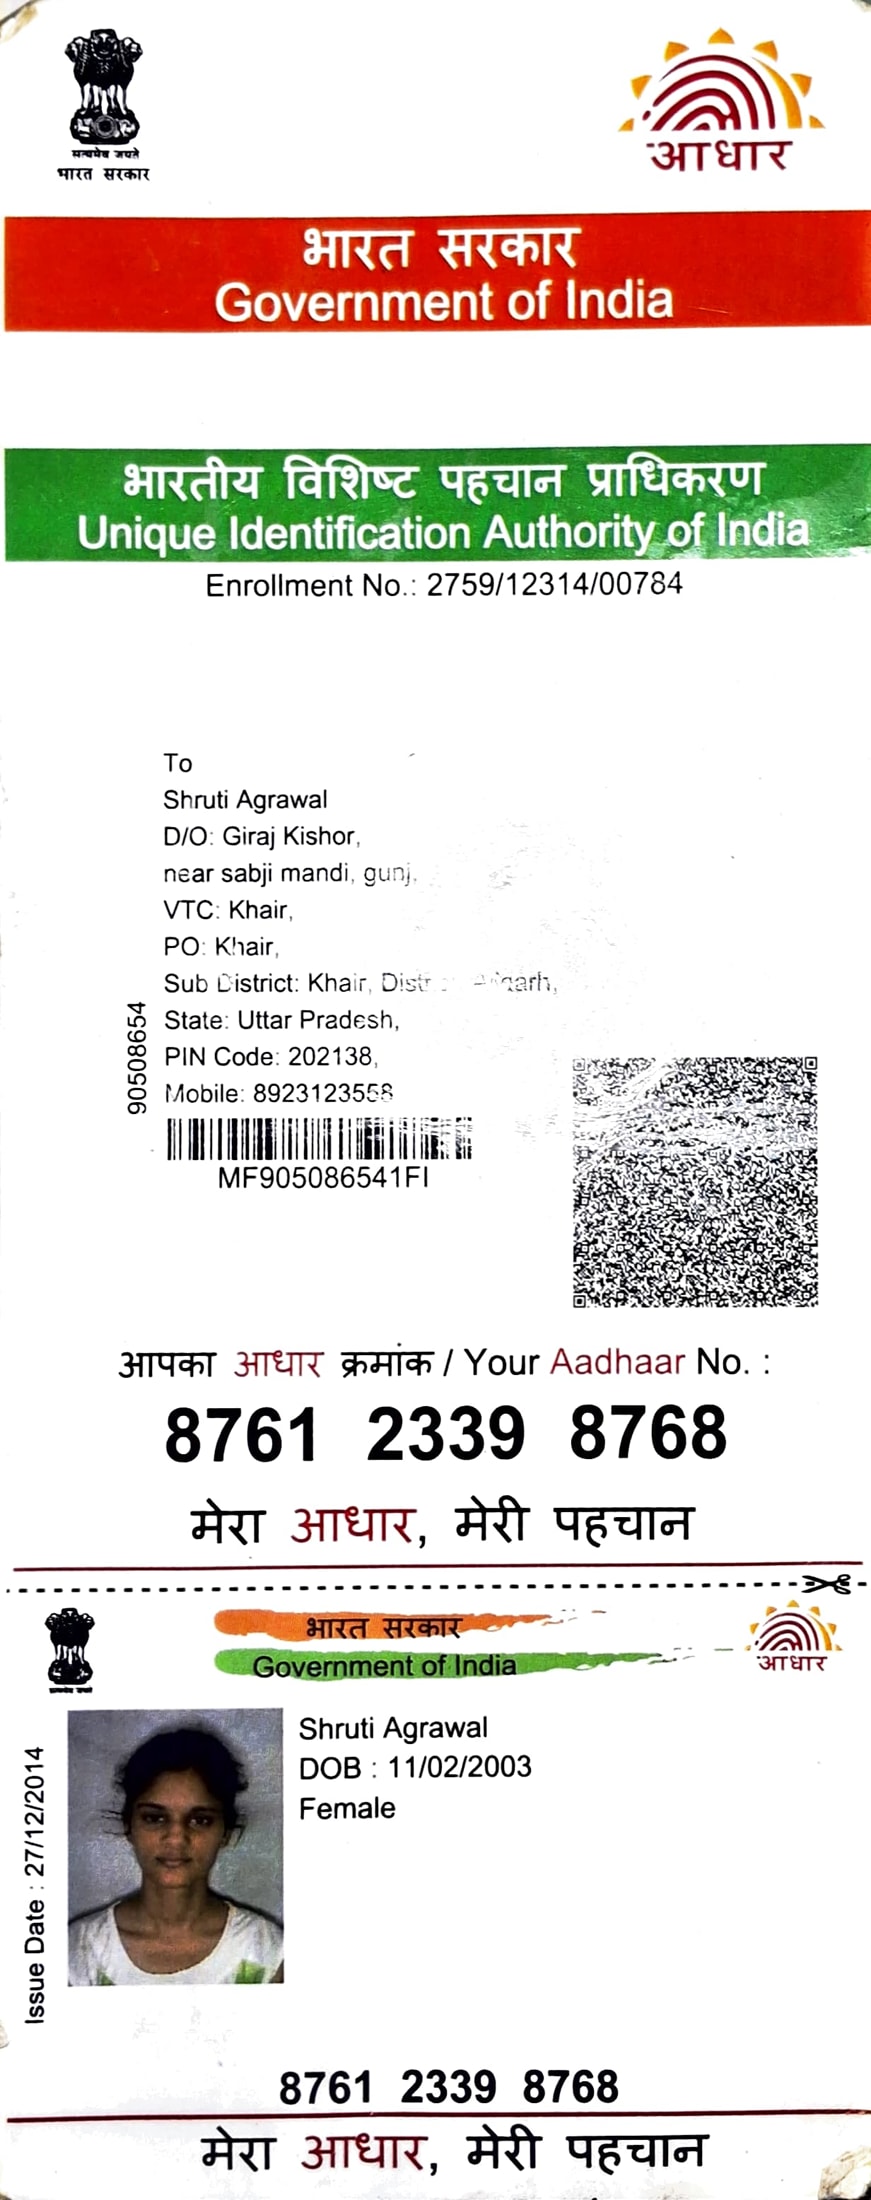 सत्यमेव जयते
भारत सरकार
आधार
भारत सरकार
Government of India
भारतीय विशिष्ट पहचान प्राधिकरण
Unique Identification Authority of India
Enrollment No.: 2759/12314/00784
To
Shruti Agrawal
D/O: Giraj Kishor,
near sabji mandi, gunj,
VTC: Khair,
PO: Khair,
Sub District: Khair,
State: Uttar Pradesh,
PIN Code: 202138,
Mobile: 8923123558
90508654
MF905086541FI
आपका आधार क्रमांक / Your Aadhaar No. :
8761 2339 8768
मेरा आधार, मेरी पहचान
भारत सरकार
Government of India
आधार
Shruti Agrawal
DOB : 11/02/2003
Female
Issue Date : 27/12/2014
8761 2339 8768
मेरा आधार, मेरी पहचान